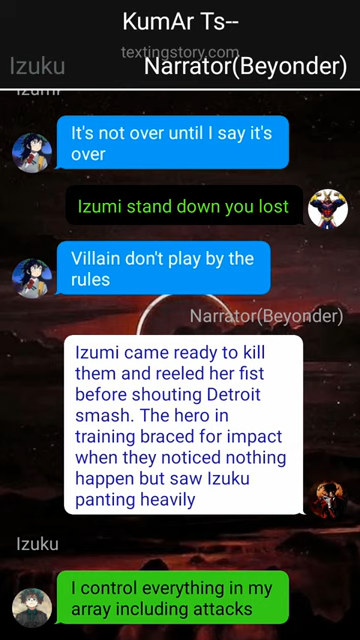 KumAr Ts--
textingstory.com
Izuku
Narrator(Beyonder)
Izumi
It's not over until I say it's
over
Izumi stand down you lost
Villain don't play by the
rules
Narrator(Beyonder)
Izumi came ready to kill
them and reeled her fist
before shouting Detroit
smash. The hero in
training braced for impact
when they noticed nothing
happen but saw Izuku
panting heavily
Izuku
I control everything in my
array including attacks